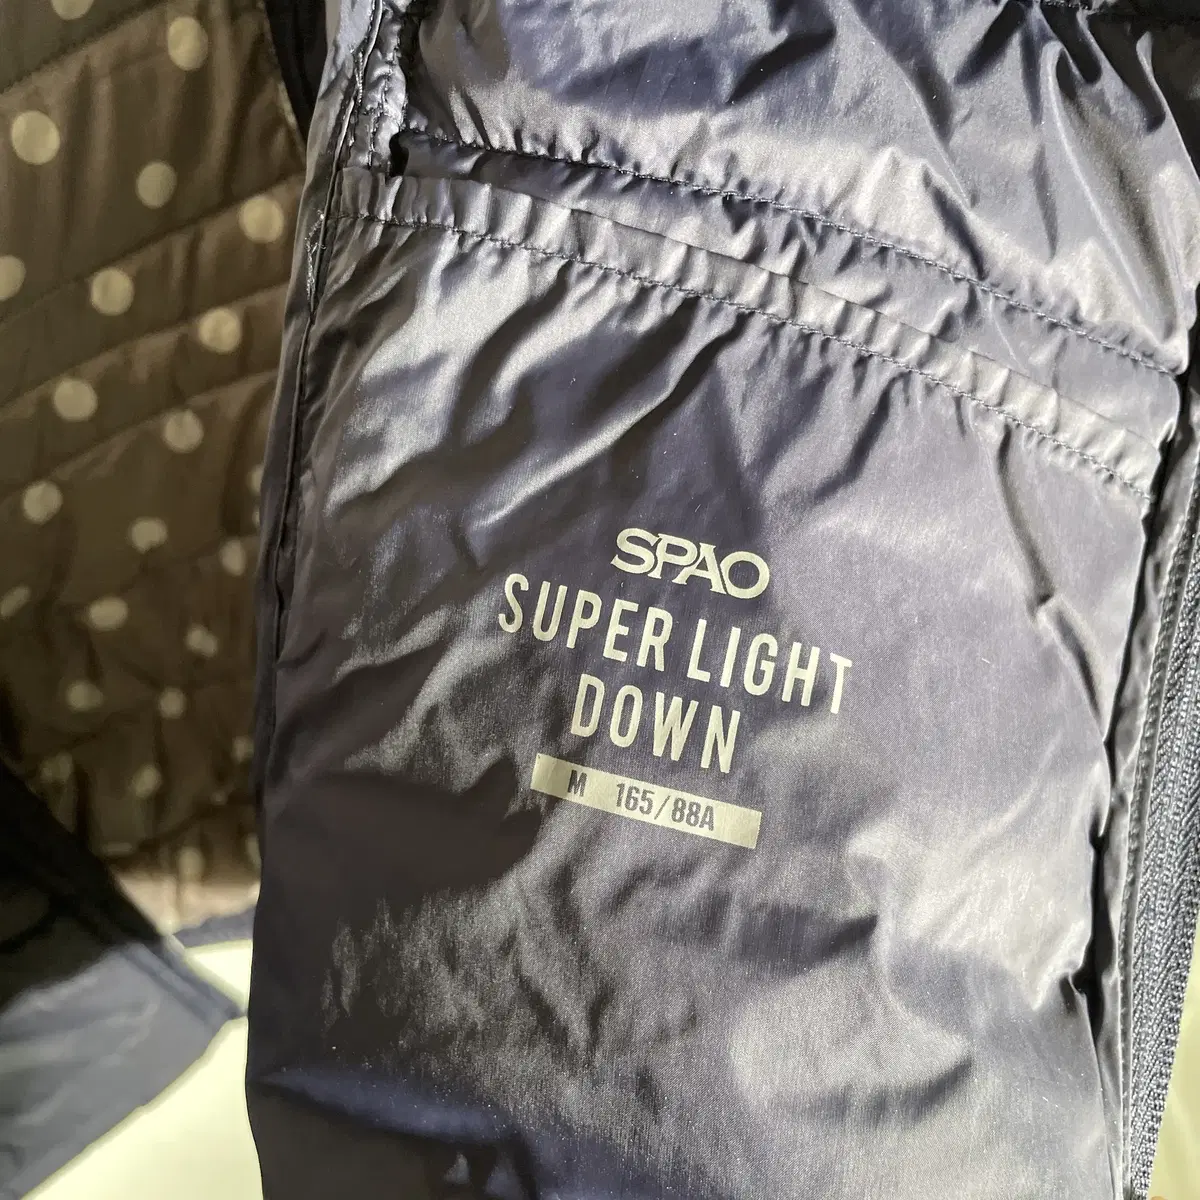 SPAO
SUPER LIGHT
DOWN
M 165/88A